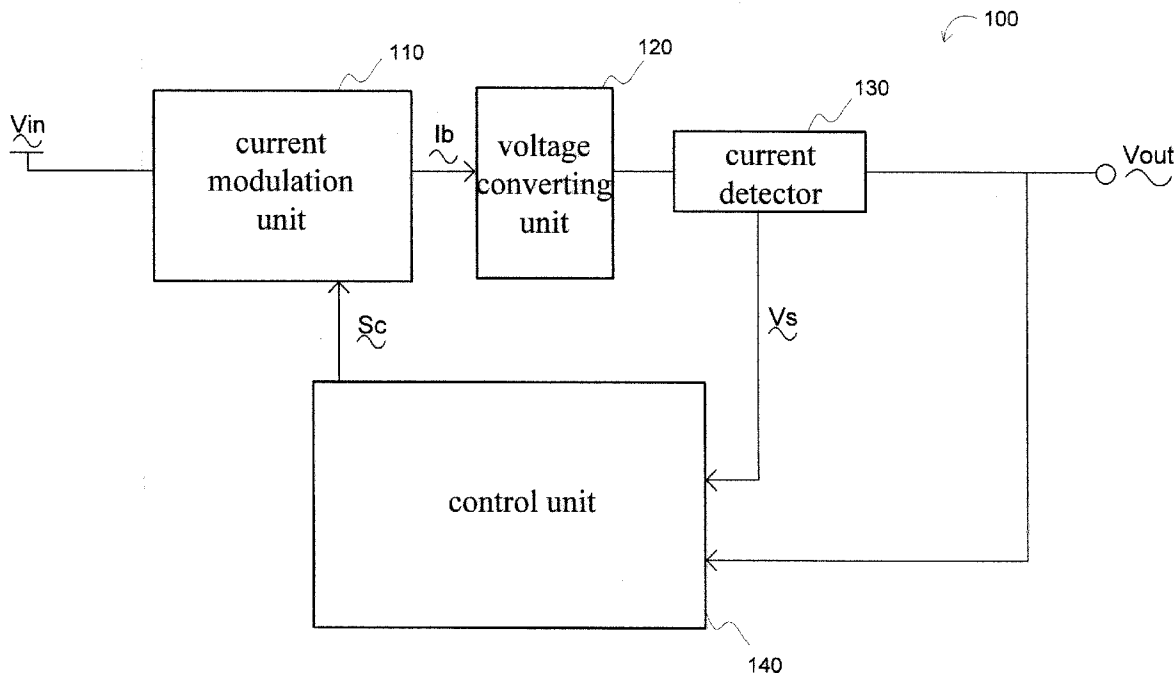 100
110
120
130
Vin
current
modulation
unit
Ib
voltage
converting
unit
current
detector
Vout
Sc
Vs
control unit
140